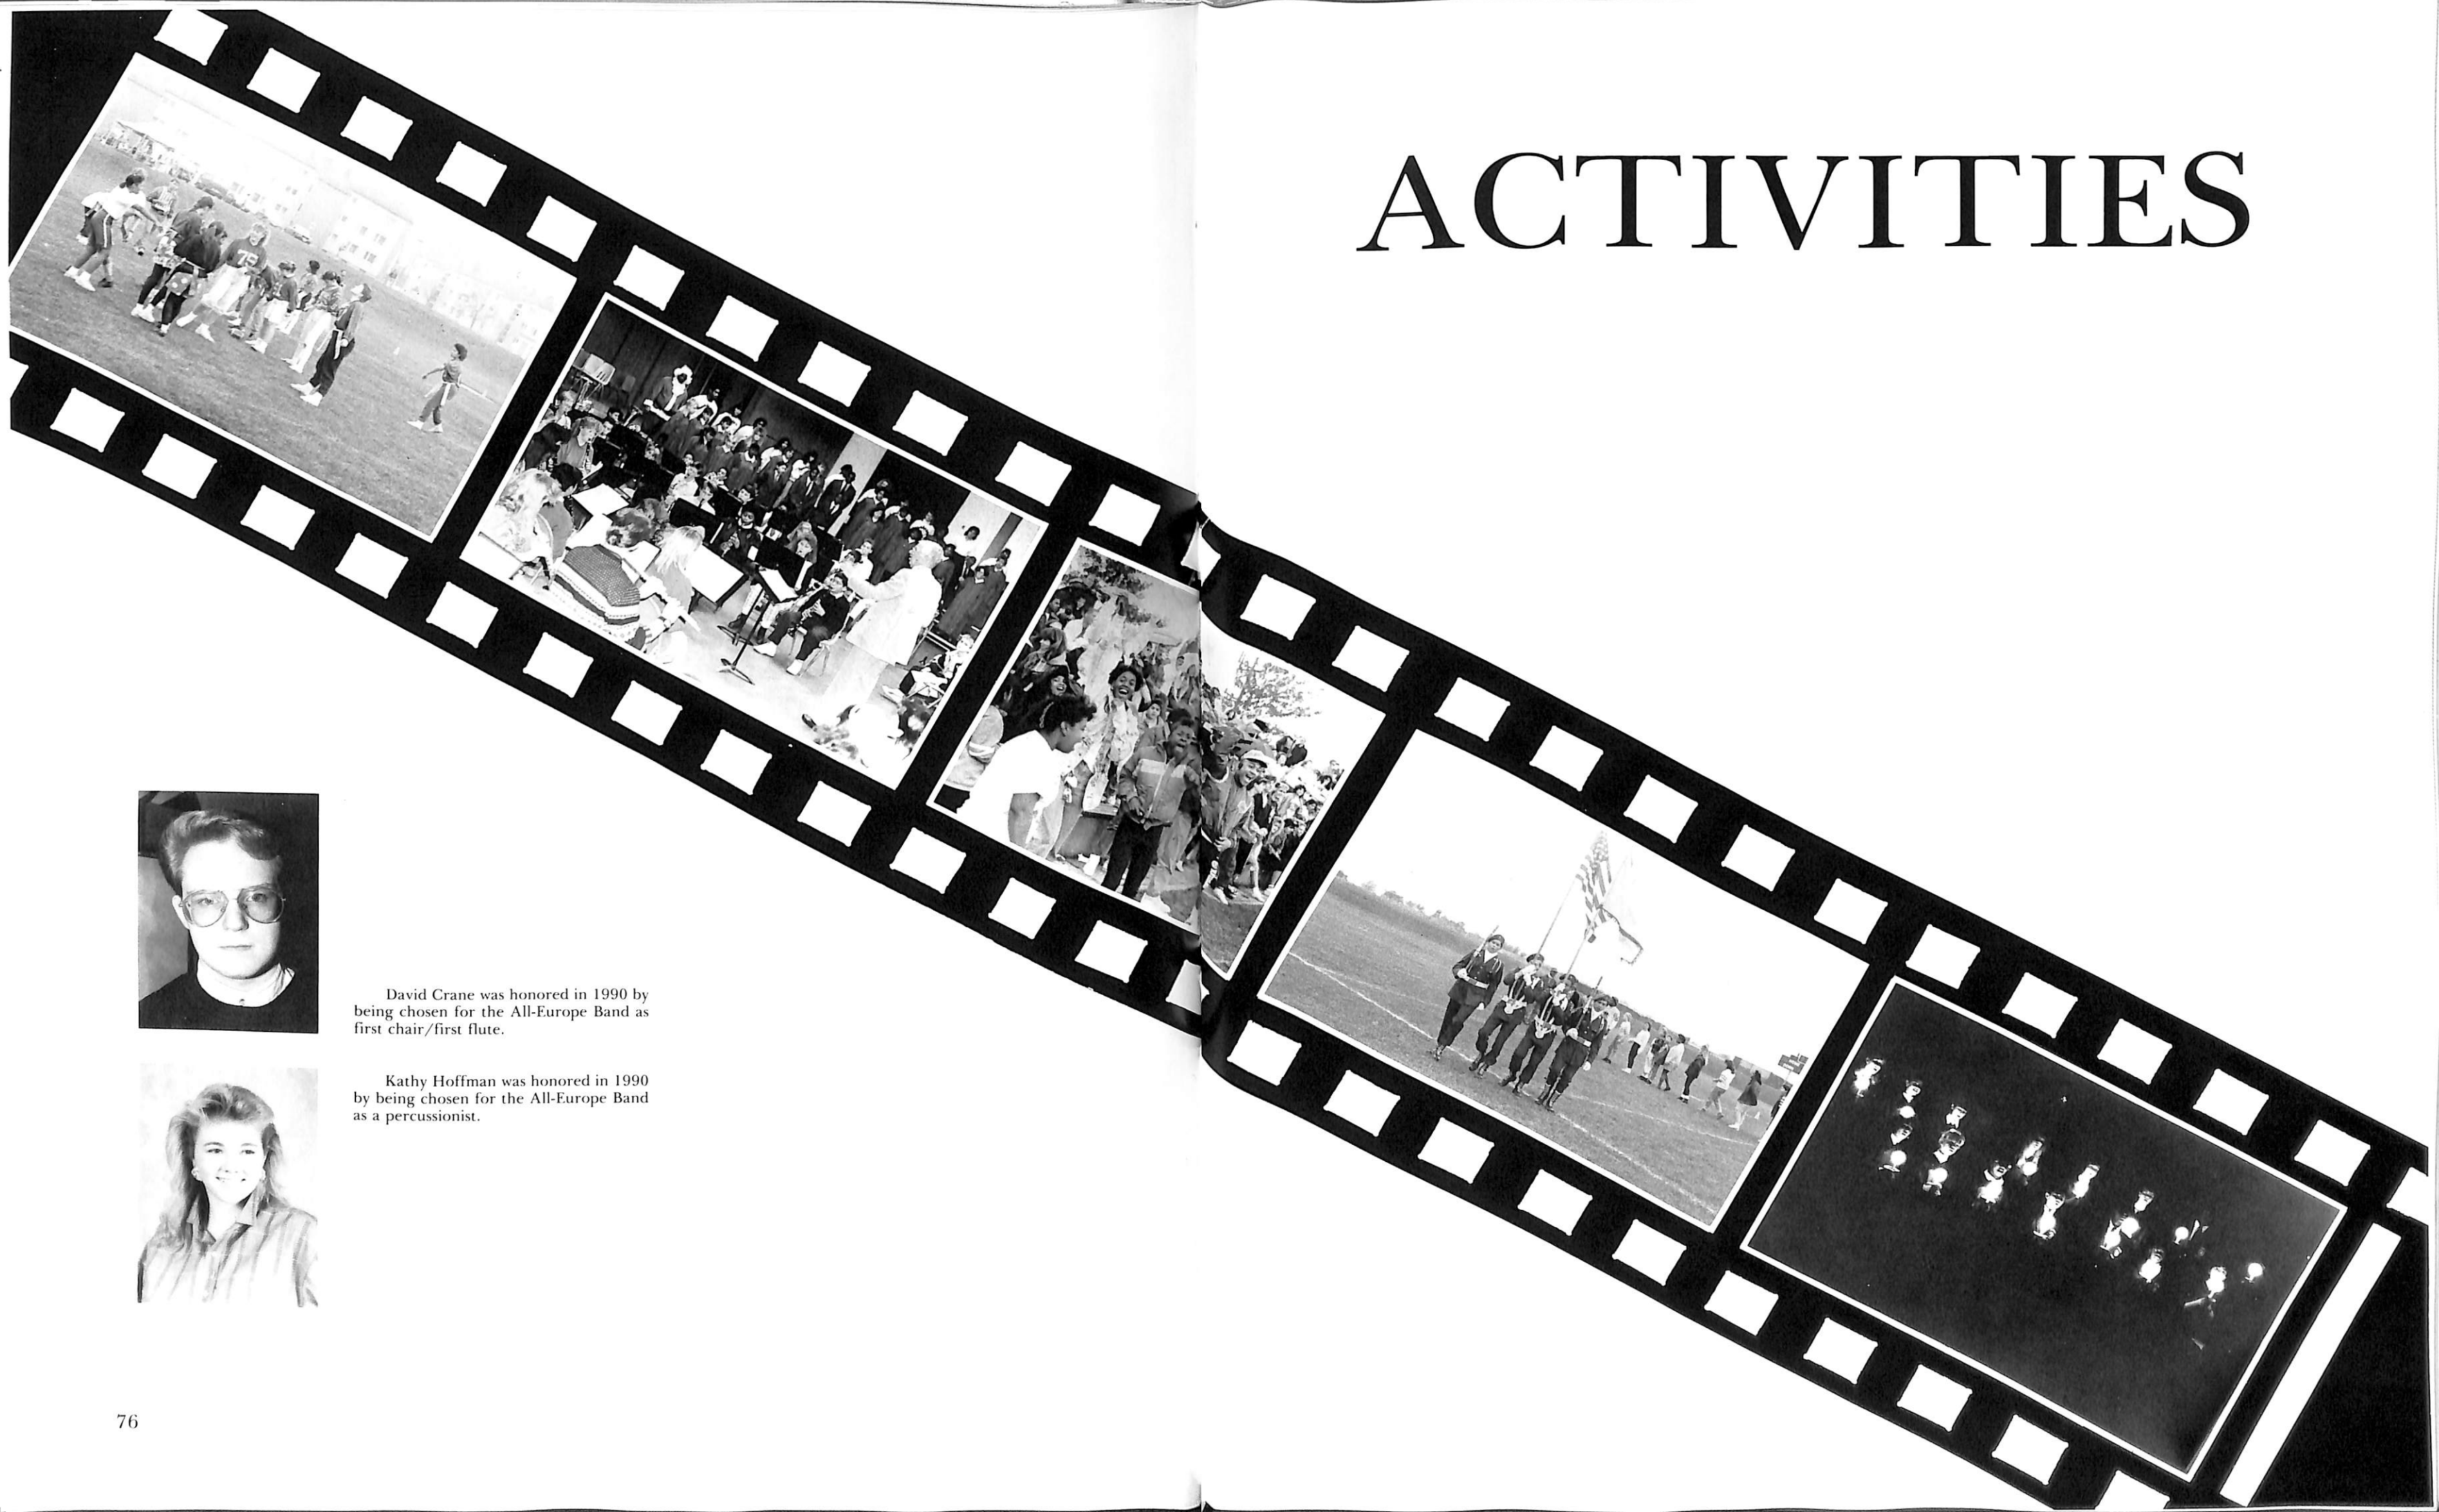 ACTIVITIES
75
David Crane was honored in 1990 by
being chosen for the All-Europe Band as
first chair/first flute.
Kathy Hoffman was honored in 1990
by being chosen for the All-Europe Band
as a percussionist.
76